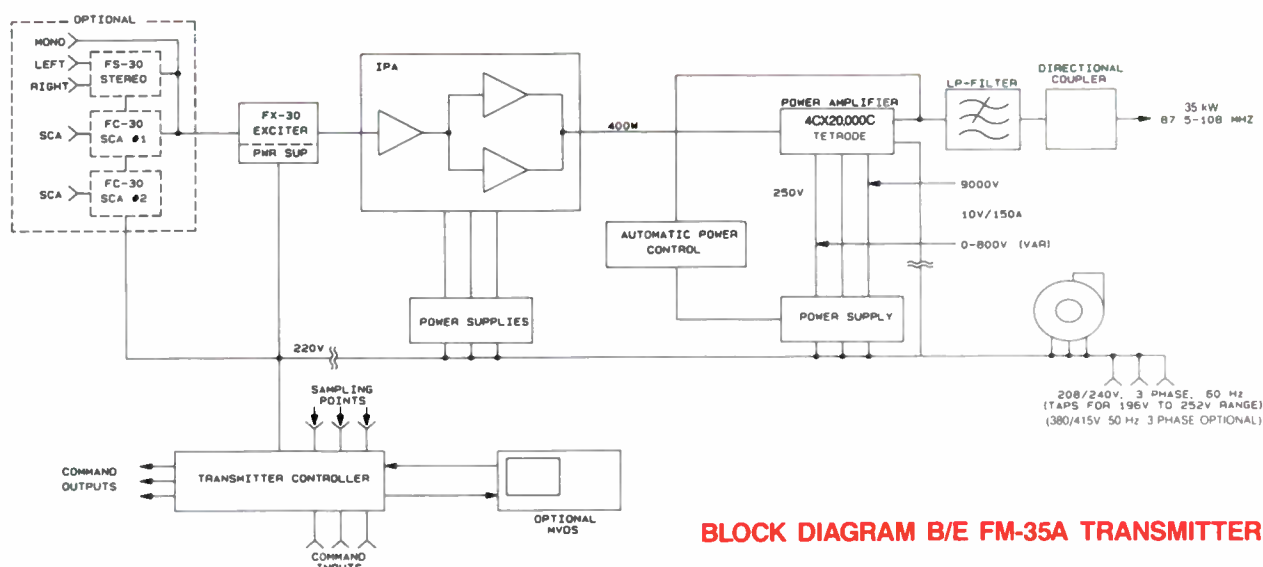 OPTIONAL
MONO
LEFT
RIGHT
FS-30
STEREO
SCA
FC-30
SCA #1
SCA
FC-30
SCA #2
FX-30
EXCITER
PWR SUP
IPA
400W
POWER AMPLIFIER
4CX20,000C
TETRODE
LP-FILTER
DIRECTIONAL
COUPLER
35 kW
87 5-108 MHZ
250V
9000V
10V/150A
0-800V (VAR)
AUTOMATIC POWER
CONTROL
POWER SUPPLIES
POWER SUPPLY
220V
208/240V, 3 PHASE, 60 Hz
(TAPS FOR 196V TO 252V RANGE)
(380/415V 50 Hz 3 PHASE OPTIONAL)
SAMPLING
POINTS
COMMAND
OUTPUTS
TRANSMITTER CONTROLLER
OPTIONAL
MVDS
COMMAND
INPUTS
BLOCK DIAGRAM B/E FM-35A TRANSMITTER